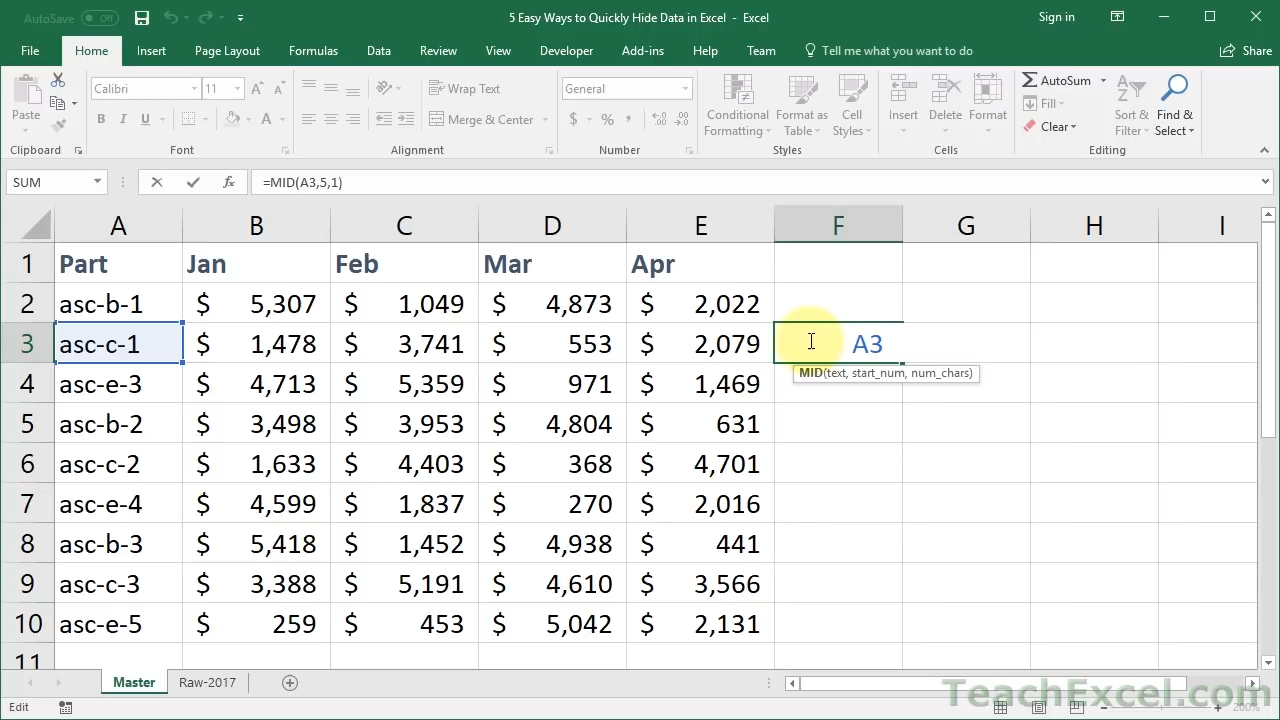 AutoSave Off 5 Easy Ways to Quickly Hide Data in Excel - Excel Sign in
File Home Insert Page Layout Formulas Data Review View Developer Add-ins Help Team Tell me what you want to do Share
Calibri 11 Wrap Text General AutoSum
Fill
Paste B I U Merge & Center $ % , Conditional Formatting Format as Table Cell Styles Insert Delete Format Clear Sort & Filter Find & Select
Clipboard Font Alignment Number Styles Cells Editing
SUM fx =MID(A3,5,1)
A B C D E F G H I
1 Part Jan Feb Mar Apr
2 asc-b-1 $ 5,307 $ 1,049 $ 4,873 $ 2,022
3 asc-c-1 $ 1,478 $ 3,741 $ 553 $ 2,079 A3
MID(text, start_num, num_chars)
4 asc-e-3 $ 4,713 $ 5,359 $ 971 $ 1,469
5 asc-b-2 $ 3,498 $ 3,953 $ 4,804 $ 631
6 asc-c-2 $ 1,633 $ 4,403 $ 368 $ 4,701
7 asc-e-4 $ 4,599 $ 1,837 $ 270 $ 2,016
8 asc-b-3 $ 5,418 $ 1,452 $ 4,938 $ 441
9 asc-c-3 $ 3,388 $ 5,191 $ 4,610 $ 3,566
10 asc-e-5 $ 259 $ 453 $ 5,042 $ 2,131
11
Master Raw-2017
TeachExcel.com
Edit 200%